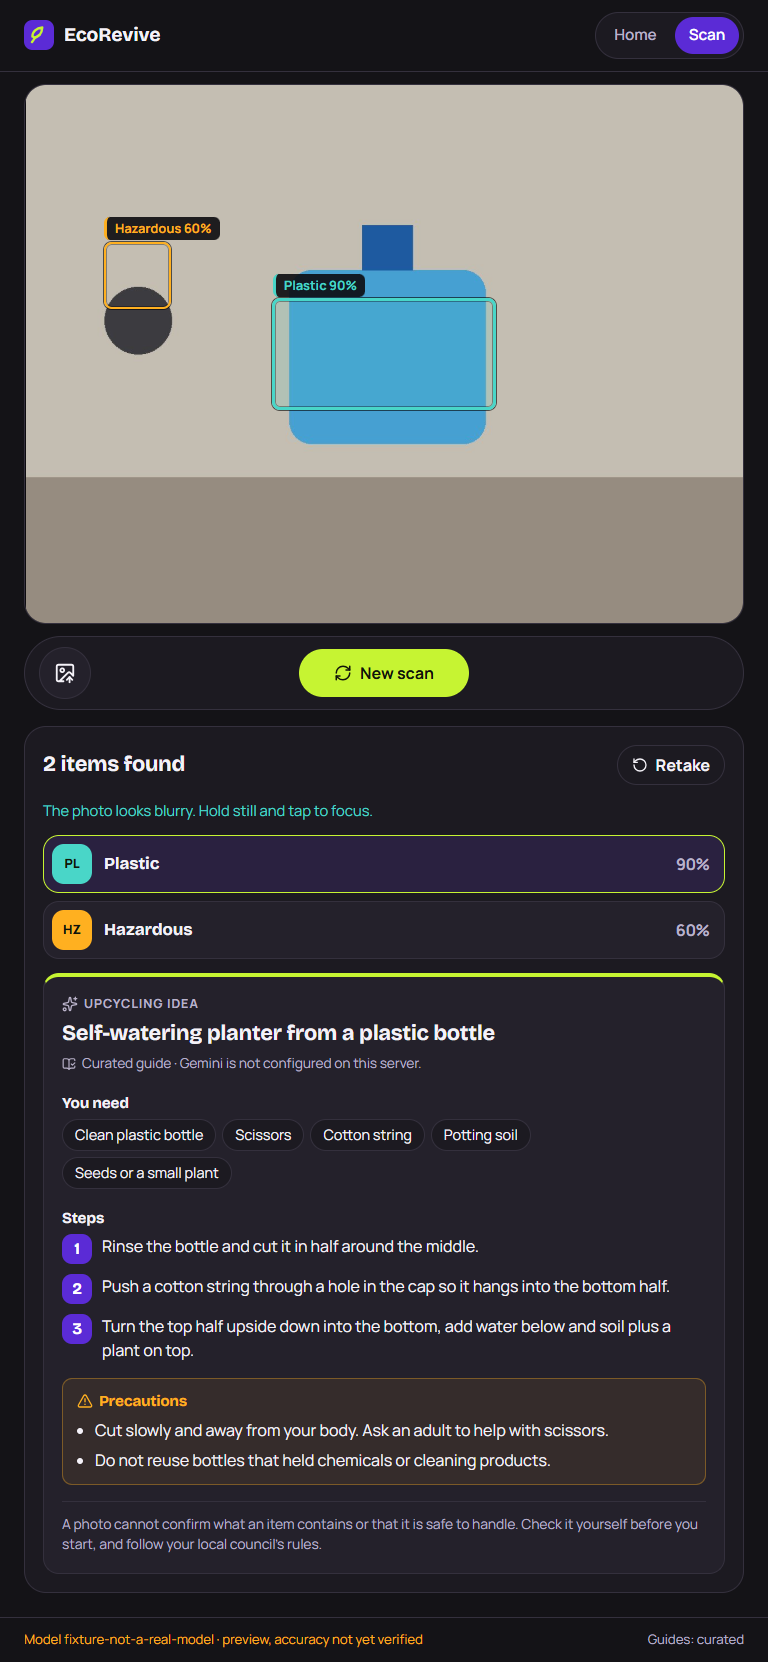 EcoRevive
Home
Scan
Hazardous 60%
Plastic 90%
New scan
2 items found
Retake
The photo looks blurry. Hold still and tap to focus.
PL
Plastic
90%
HZ
Hazardous
60%
UPCYCLING IDEA
Self-watering planter from a plastic bottle
Curated guide · Gemini is not configured on this server.
You need
Clean plastic bottle
Scissors
Cotton string
Potting soil
Seeds or a small plant
Steps
1 Rinse the bottle and cut it in half around the middle.
2 Push a cotton string through a hole in the cap so it hangs into the bottom half.
3 Turn the top half upside down into the bottom, add water below and soil plus a
plant on top.
Precautions
• Cut slowly and away from your body. Ask an adult to help with scissors.
• Do not reuse bottles that held chemicals or cleaning products.
A photo cannot confirm what an item contains or that it is safe to handle. Check it yourself before you
start, and follow your local council's rules.
Model fixture-not-a-real-model · preview, accuracy not yet verified
Guides: curated